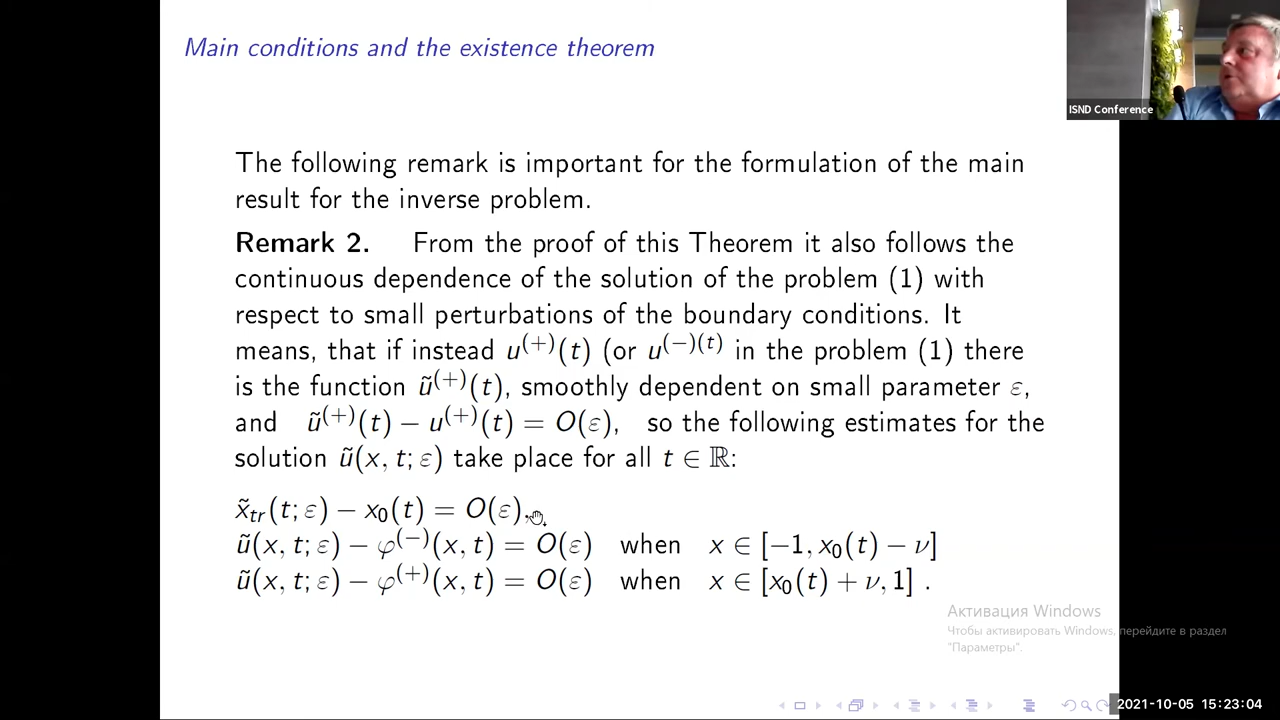 Main conditions and the existence theorem
ISND Conference
The following remark is important for the formulation of the main
result for the inverse problem.
Remark 2. From the proof of this Theorem it also follows the
continuous dependence of the solution of the problem (1) with
respect to small perturbations of the boundary conditions. It
means, that if instead u^(+)(t) (or u^(−)(t) in the problem (1) there
is the function ũ^(+)(t), smoothly dependent on small parameter ε,
and ũ^(+)(t) − u^(+)(t) = O(ε), so the following estimates for the
solution ũ(x, t; ε) take place for all t ∈ ℝ:
x̃_tr(t; ε) − x₀(t) = O(ε),
ũ(x, t; ε) − φ^(−)(x, t) = O(ε) when x ∈ [−1, x₀(t) − ν]
ũ(x, t; ε) − φ^(+)(x, t) = O(ε) when x ∈ [x₀(t) + ν, 1] .
Активация Windows
Чтобы активировать Windows, перейдите в раздел
"Параметры".
2021-10-05 15:23:04